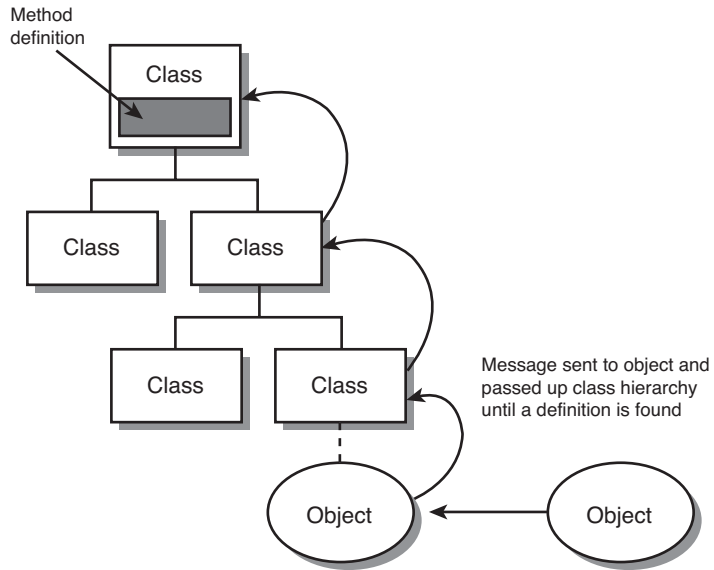 Method
definition
Class
Class
Class
Class
Class
Message sent to object and
passed up class hierarchy
until a definition is found
Object
Object